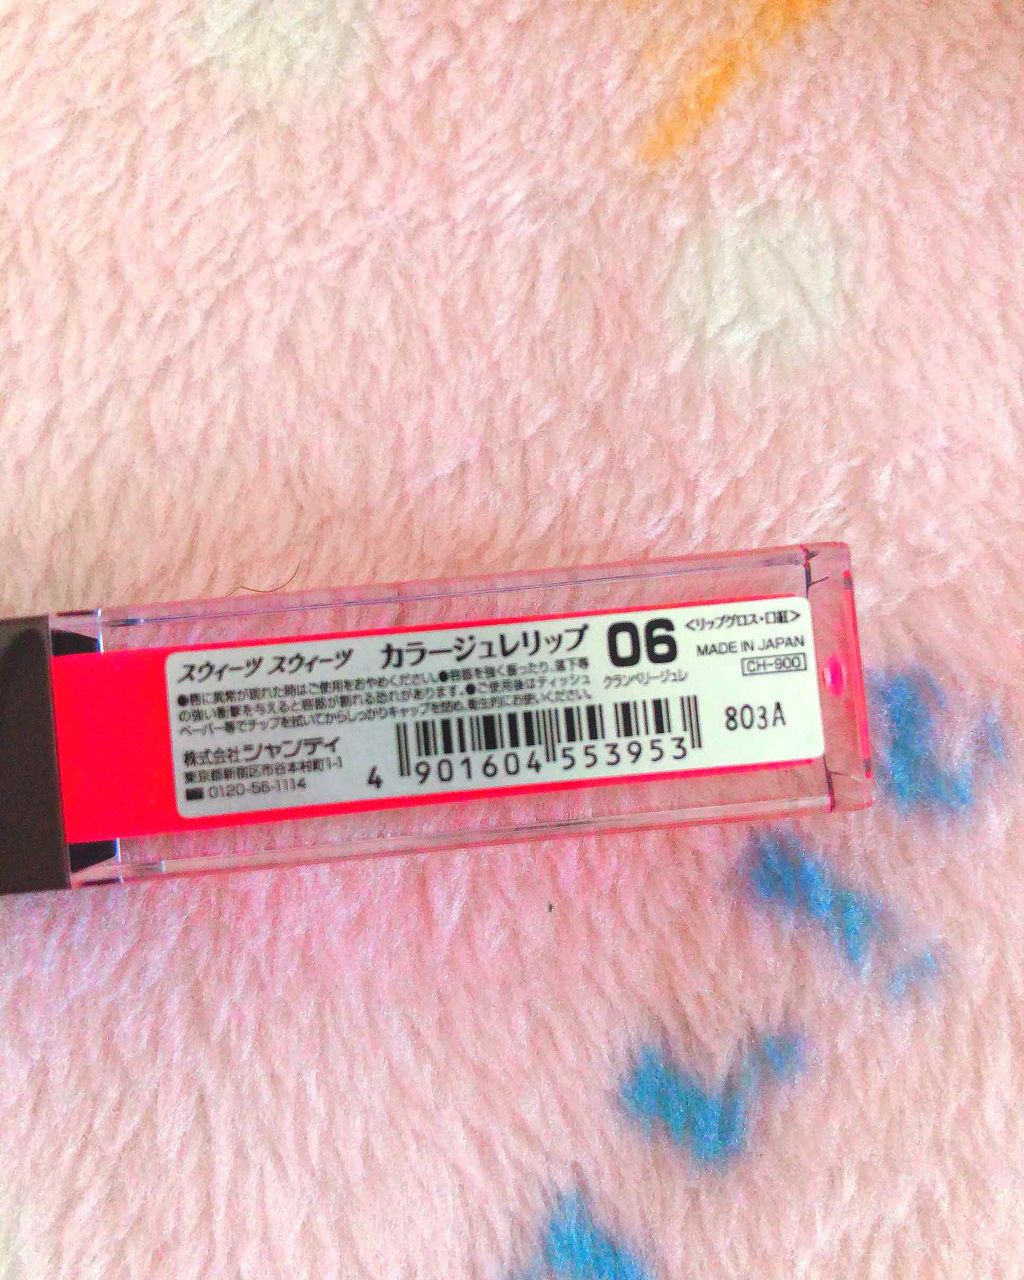 スウィーツ スウィーツ カラージュレリップ 06 <リップグロス・口紅>
クランベリージュレ
MADE IN JAPAN
CH-900
●唇に異常が現れた時はご使用をおやめください。●容器を強く振ったり、落下等
の強い衝撃を与えると容器が割れる恐れがあります。●ご使用後はティッシュ
ペーパー等でチップを拭いてからしっかりキャップを閉め、衛生的にお使いください。
株式会社シャンティ
東京都新宿区市谷本村町1-1
0120-56-1114
4 901604 553953
803A